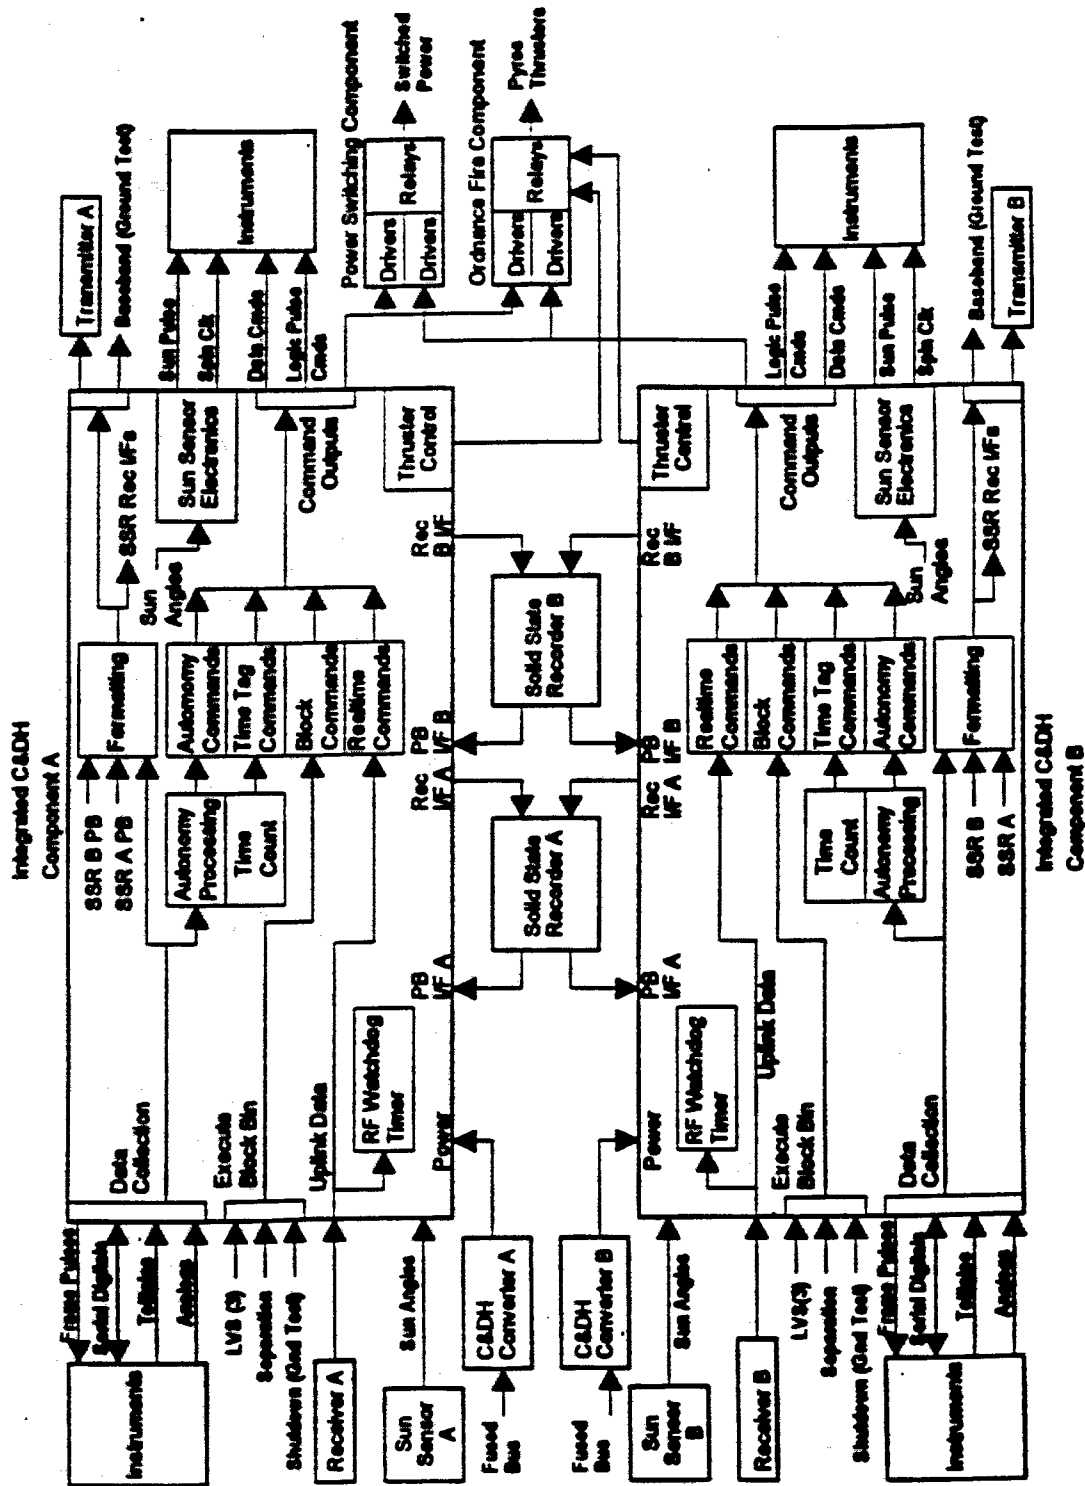 Integrated C&DH
Component A
Instruments
Frame Pulses
Serial Digitals
Telltales
Analogs
LVS (3)
Separation
Shutdown (Gnd Test)
Receiver A
Sun
Sensor
A
Sun Angles
Fused
Bus
C&DH
Converter A
Data
Collection
Execute
Block Bin
Uplink Data
RF Watchdog
Timer
Power
SSR B PB
SSR A PB
Formatting
Autonomy
Processing
Time
Count
Autonomy
Commands
Time Tag
Commands
Block
Commands
Realtime
Commands
SSR Rec I/Fs
Sun
Angles
Sun Sensor
Electronics
Command
Outputs
Thruster
Control
Transmitter A
Baseband (Ground Test)
Sun Pulse
Spin Clk
Data Cmds
Logic Pulse
Cmds
Instruments
PB
I/F A
Rec
I/F A
PB
I/F B
Rec
B I/F
Solid State
Recorder A
Solid State
Recorder B
Power Switching Component
Drivers
Drivers
Relays
Switched
Power
Ordnance Fire Component
Drivers
Drivers
Relays
Pyros
Thrusters
PB
I/F A
Rec
I/F A
PB
I/F B
Rec
B I/F
Fused
Bus
C&DH
Converter B
Power
Sun
Sensor
B
Sun Angles
Receiver B
LVS(3)
Separation
Shutdown (Gnd Test)
Frame Pulses
Serial Digitals
Telltales
Analogs
Instruments
RF Watchdog
Timer
Uplink Data
Execute
Block Bin
Data
Collection
Realtime
Commands
Block
Commands
Time Tag
Commands
Autonomy
Commands
Time
Count
Autonomy
Processing
Formatting
SSR B
SSR A
Thruster
Control
Command
Outputs
Sun Sensor
Electronics
Sun
Angles
SSR Rec I/Fs
Logic Pulse
Cmds
Data Cmds
Sun Pulse
Spin Clk
Instruments
Baseband (Ground Test)
Transmitter B
Integrated C&DH
Component B